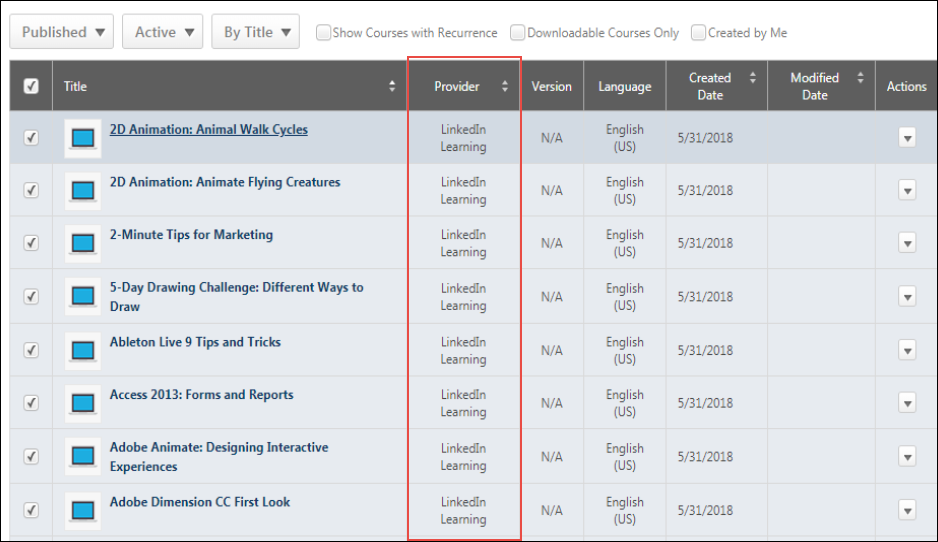 Published Active By Title Show Courses with Recurrence Downloadable Courses Only Created by Me
Title Provider Version Language Created Date Modified Date Actions
2D Animation: Animal Walk Cycles
LinkedIn
Learning
N/A
English
(US)
5/31/2018
2D Animation: Animate Flying Creatures
LinkedIn
Learning
N/A
English
(US)
5/31/2018
2-Minute Tips for Marketing
LinkedIn
Learning
N/A
English
(US)
5/31/2018
5-Day Drawing Challenge: Different Ways to
Draw
LinkedIn
Learning
N/A
English
(US)
5/31/2018
Ableton Live 9 Tips and Tricks
LinkedIn
Learning
N/A
English
(US)
5/31/2018
Access 2013: Forms and Reports
LinkedIn
Learning
N/A
English
(US)
5/31/2018
Adobe Animate: Designing Interactive
Experiences
LinkedIn
Learning
N/A
English
(US)
5/31/2018
Adobe Dimension CC First Look
LinkedIn
Learning
N/A
English
(US)
5/31/2018